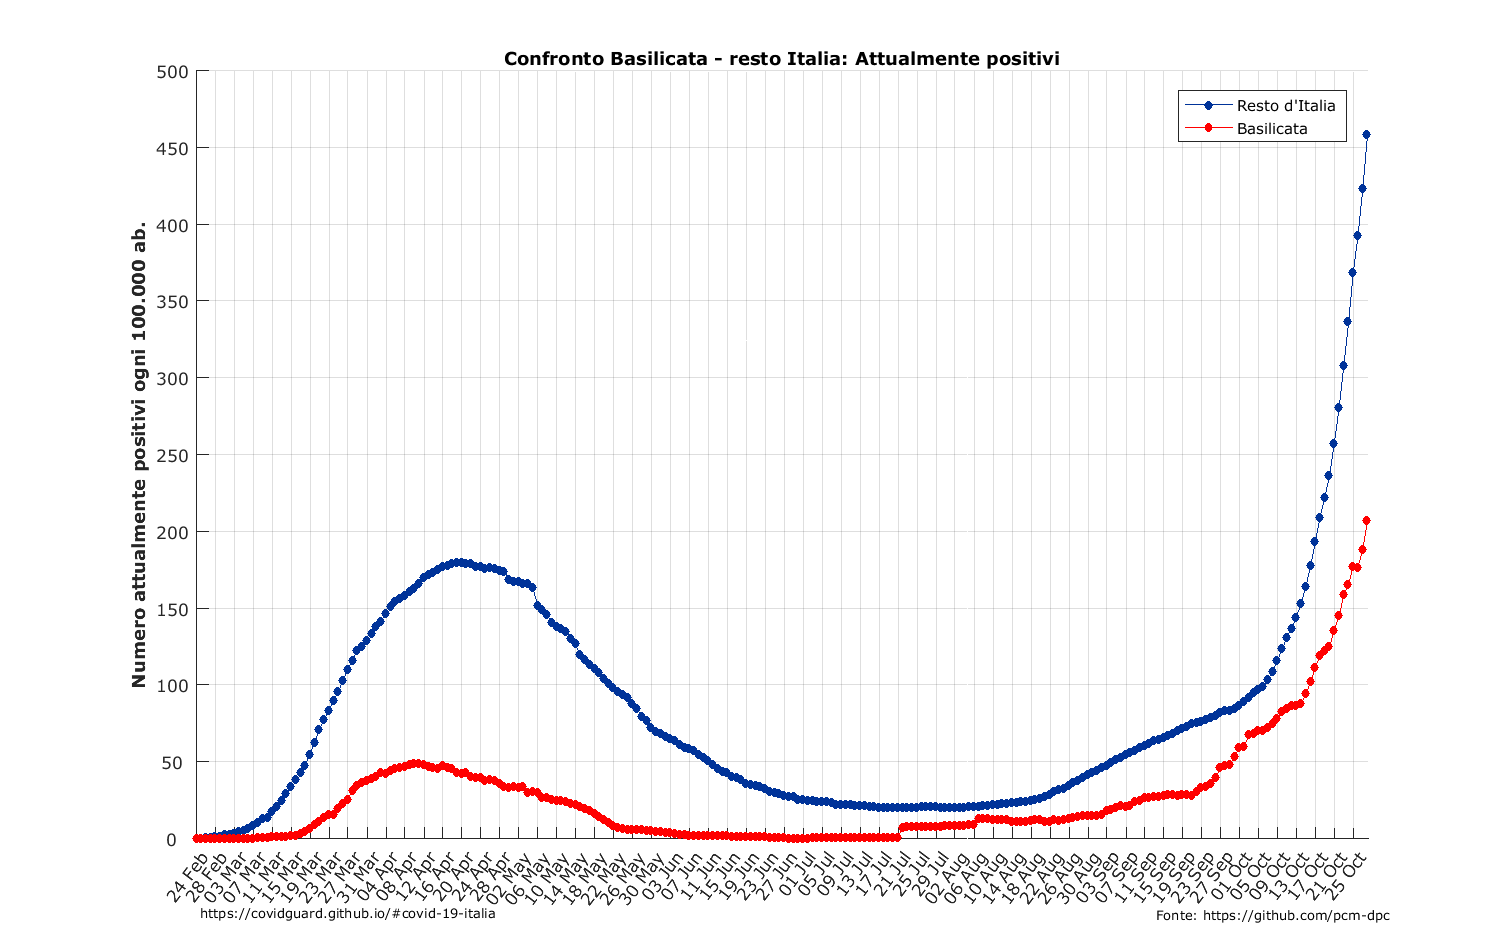 Confronto Basilicata - resto Italia: Attualmente positivi
500
450
400
350
300
250
200
150
100
50
0
Numero attualmente positivi ogni 100.000 ab.
Resto d'Italia
Basilicata
24 Feb
28 Feb
03 Mar
07 Mar
11 Mar
15 Mar
19 Mar
23 Mar
27 Mar
31 Mar
04 Apr
08 Apr
12 Apr
16 Apr
20 Apr
24 Apr
28 Apr
02 May
06 May
10 May
14 May
18 May
22 May
26 May
30 May
03 Jun
07 Jun
11 Jun
15 Jun
19 Jun
23 Jun
27 Jun
01 Jul
05 Jul
09 Jul
13 Jul
17 Jul
21 Jul
25 Jul
29 Jul
02 Aug
06 Aug
10 Aug
14 Aug
18 Aug
22 Aug
26 Aug
30 Aug
03 Sep
07 Sep
11 Sep
15 Sep
19 Sep
23 Sep
27 Sep
01 Oct
05 Oct
09 Oct
13 Oct
17 Oct
21 Oct
25 Oct
https://covidguard.github.io/#covid-19-italia
Fonte: https://github.com/pcm-dpc